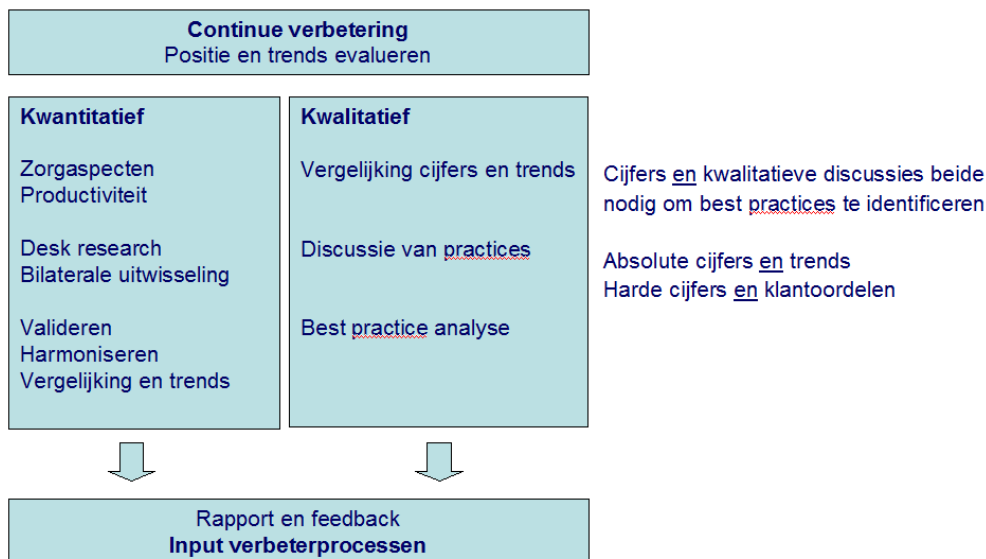 Continue verbetering
Positie en trends evalueren
Kwantitatief
Zorgaspecten
Productiviteit
Desk research
Bilaterale uitwisseling
Valideren
Harmoniseren
Vergelijking en trends
Kwalitatief
Vergelijking cijfers en trends
Discussie van practices
Best practice analyse
Cijfers en kwalitatieve discussies beide
nodig om best practices te identificeren
Absolute cijfers en trends
Harde cijfers en klantoordelen
Rapport en feedback
Input verbeterprocessen